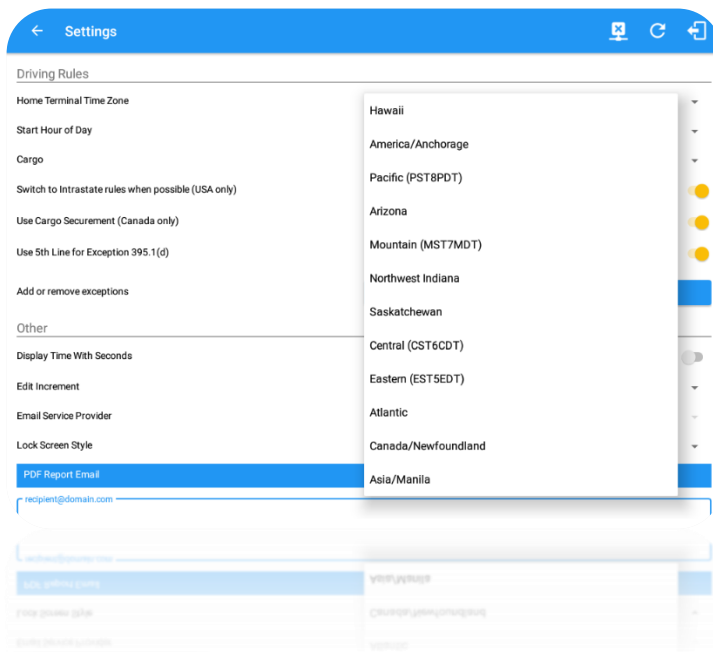 Settings
Driving Rules
Home Terminal Time Zone
Start Hour of Day
Cargo
Switch to Intrastate rules when possible (USA only)
Use Cargo Securement (Canada only)
Use 5th Line for Exception 395.1(d)
Add or remove exceptions
Other
Display Time With Seconds
Edit Increment
Email Service Provider
Lock Screen Style
PDF Report Email
recipient@domain.com
Hawaii
America/Anchorage
Pacific (PST8PDT)
Arizona
Mountain (MST7MDT)
Northwest Indiana
Saskatchewan
Central (CST6CDT)
Eastern (EST5EDT)
Atlantic
Canada/Newfoundland
Asia/Manila